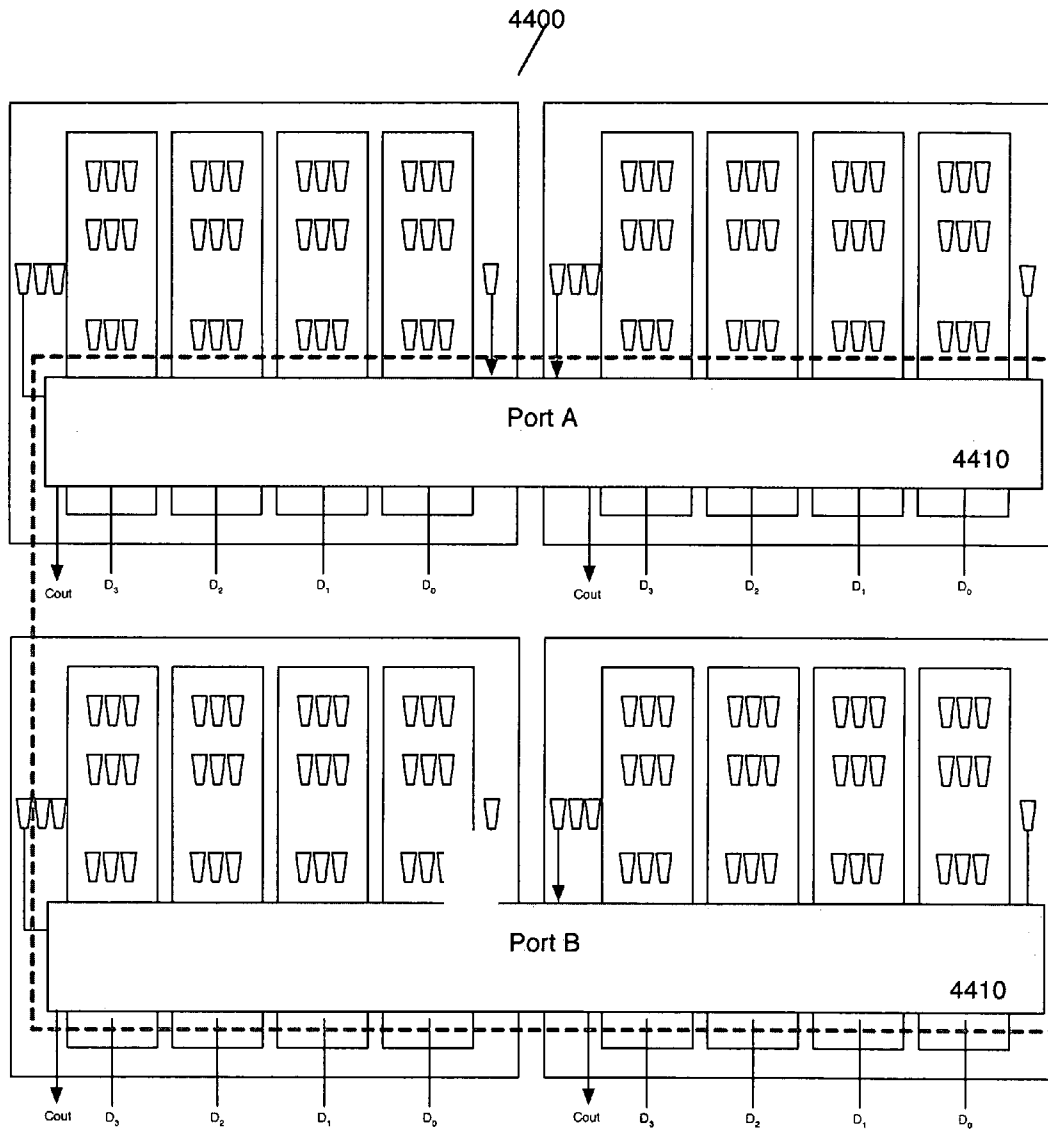 4400
Port A
4410
Cout D₃ D₂ D₁ D₀ Cout D₃ D₂ D₁ D₀
Port B
4410
Cout D₃ D₂ D₁ D₀ Cout D₃ D₂ D₁ D₀